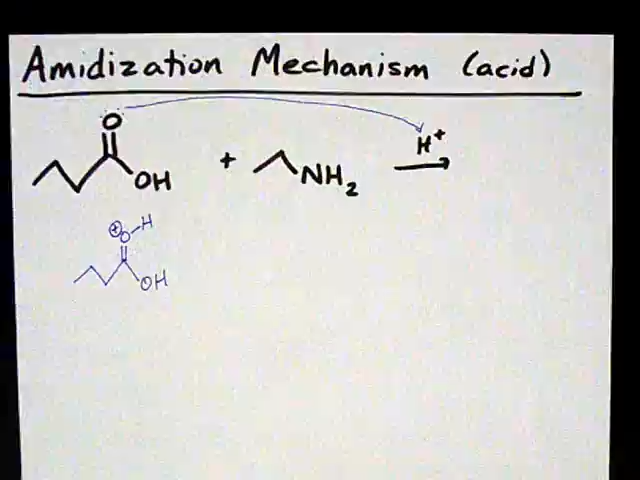 Amidization Mechanism (acid)
O H+
OH + NH2
⊕O-H
OH